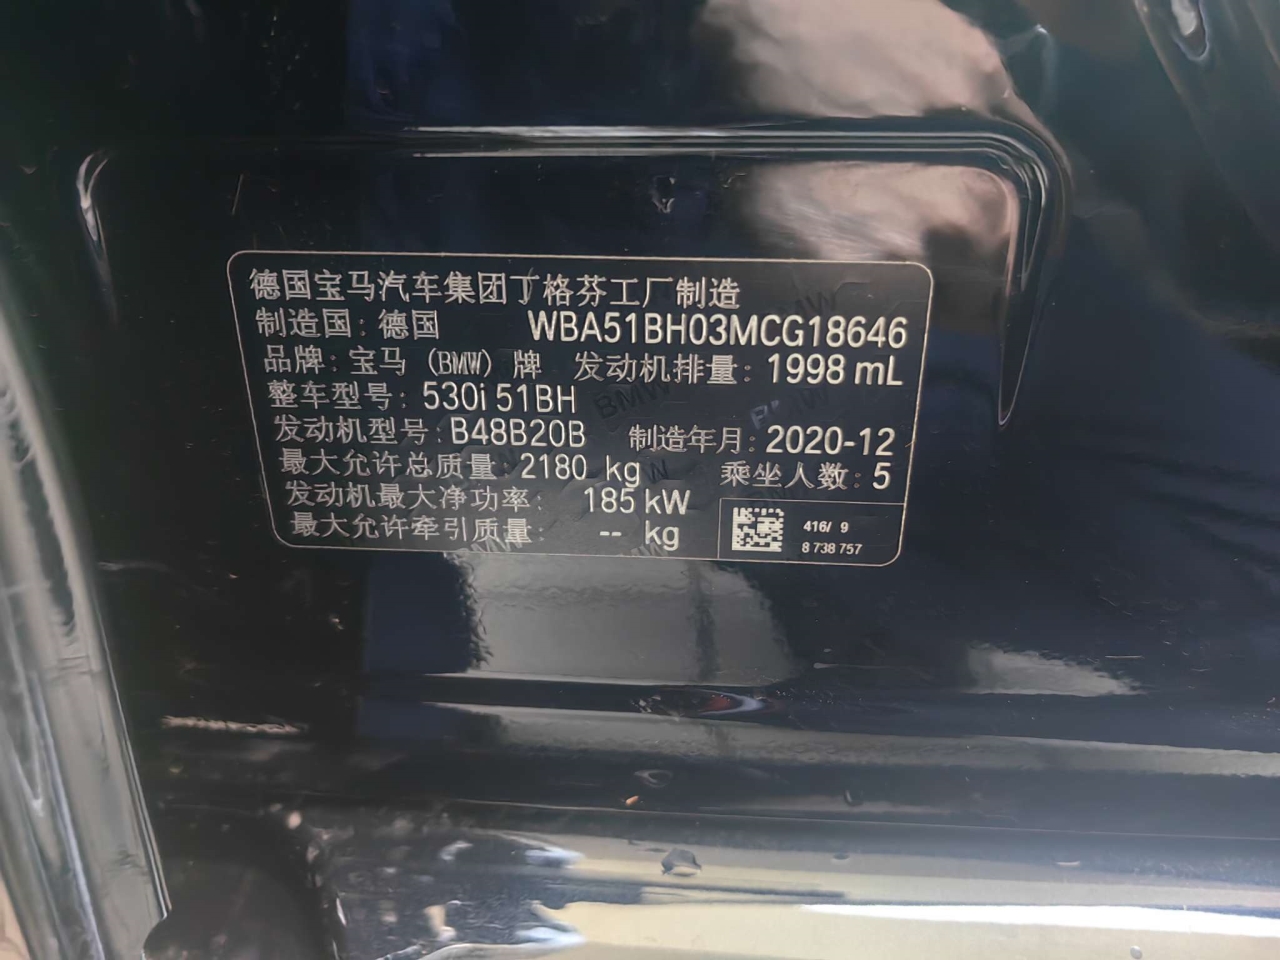 德国宝马汽车集团丁格芬工厂制造
制造国：德国 WBA51BH03MCG18646
品牌：宝马（BMW）牌 发动机排量：1998 mL
整车型号：530i 51BH
发动机型号：B48B20B 制造年月：2020-12
最大允许总质量：2180 kg 乘坐人数：5
发动机最大净功率： 185 kW
最大允许牵引质量： -- kg
416/ 9
8 738 757
BMW
BMW
BMW